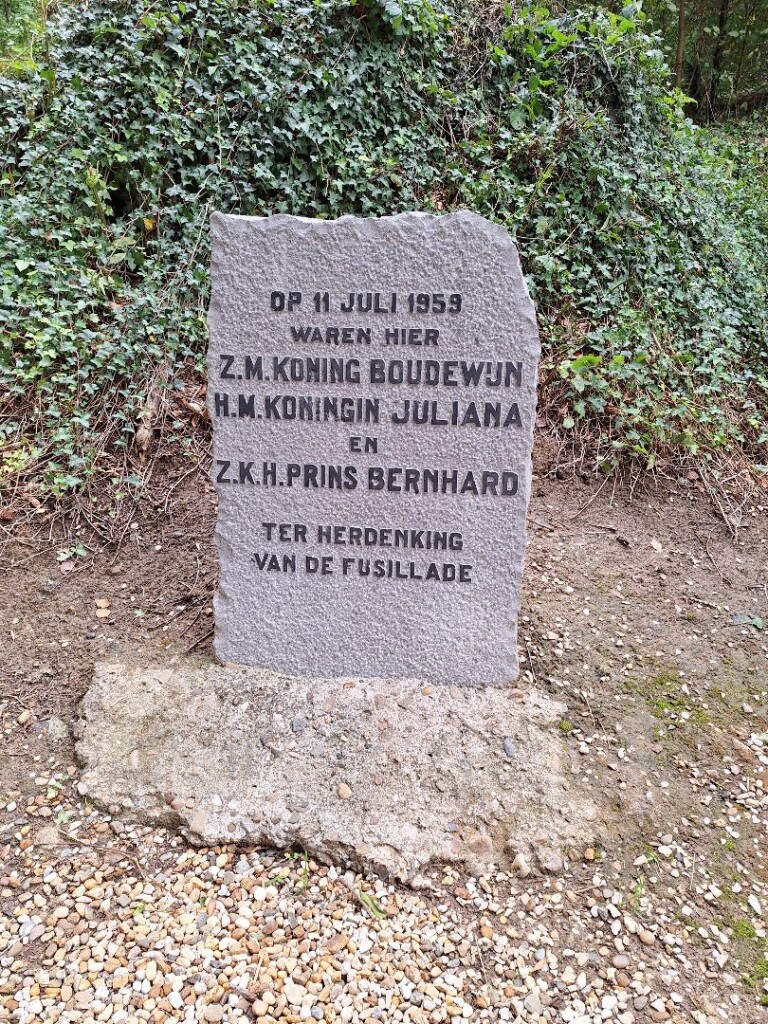 OP 11 JULI 1959
WAREN HIER
Z.M. KONING BOUDEWIJN
H.M. KONINGIN JULIANA
EN
Z.K.H. PRINS BERNHARD
TER HERDENKING
VAN DE FUSILLADE